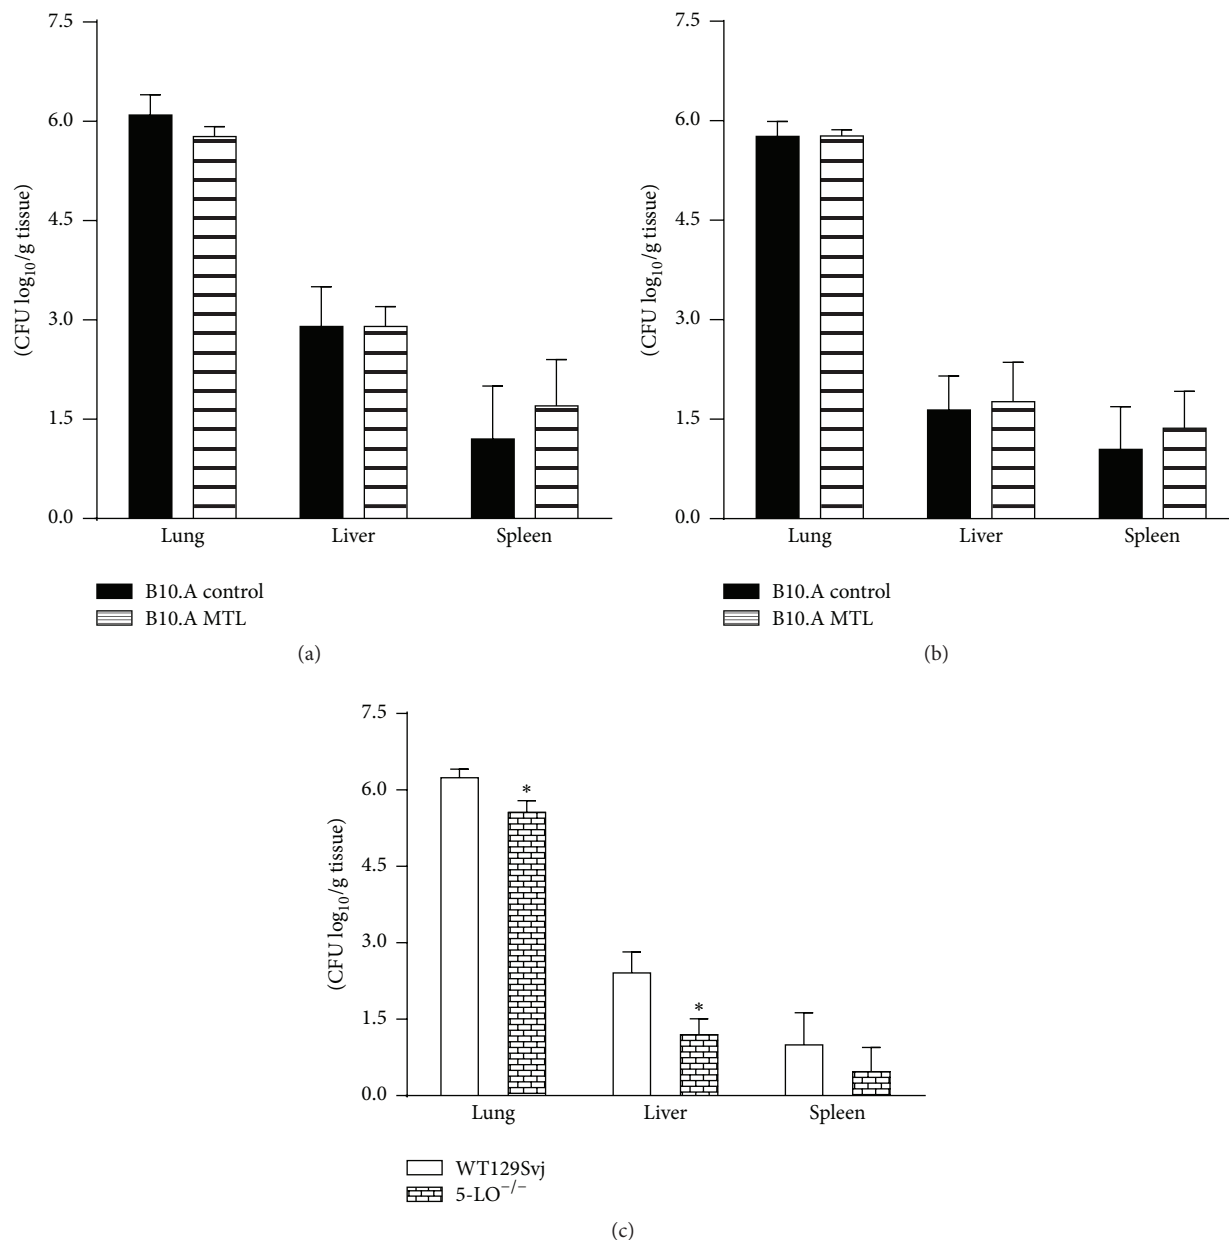 7.5
6.0
4.5
3.0
1.5
0.0
(CFU log₁₀/g tissue)
Lung Liver Spleen
B10.A control
B10.A MTL
(a)
7.5
6.0
4.5
3.0
1.5
0.0
(CFU log₁₀/g tissue)
Lung Liver Spleen
B10.A control
B10.A MTL
(b)
7.5
6.0
4.5
3.0
1.5
0.0
(CFU log₁₀/g tissue)
*
*
Lung Liver Spleen
WT129Svj
5-LO⁻/⁻
(c)